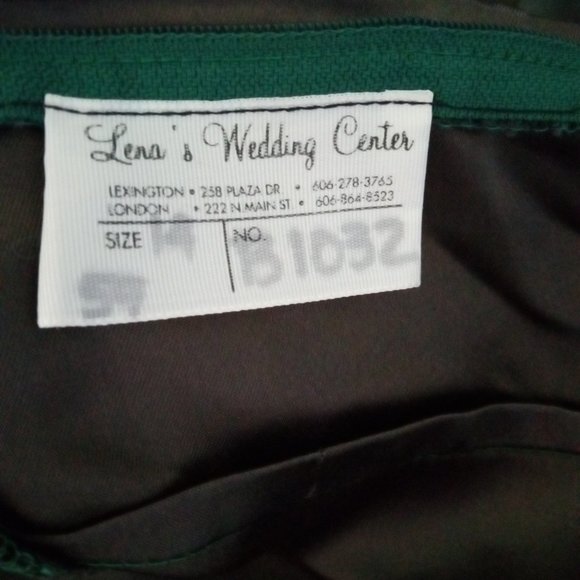 Lena's Wedding Center
LEXINGTON • 258 PLAZA DR. • 606-278-3765
LONDON • 222 N. MAIN ST • 606-864-8523
SIZE 14 NO. B1032